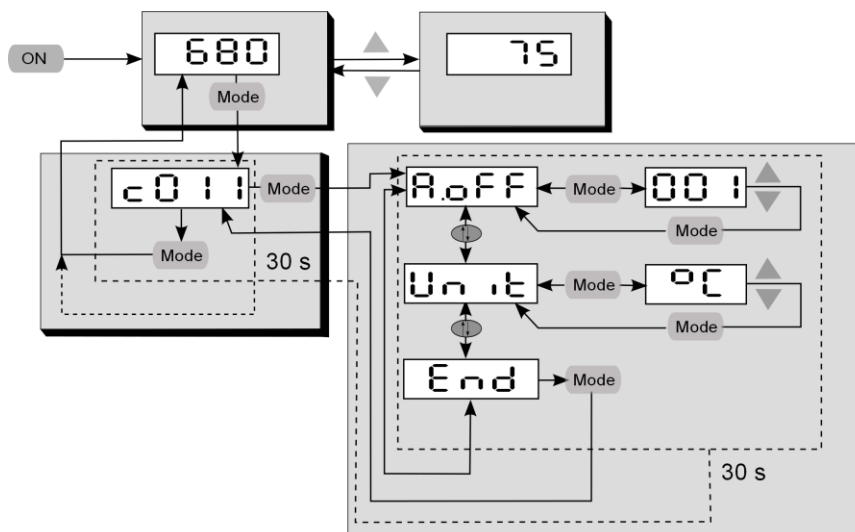 ON
680
75
Mode
c011
Mode
A.oFF
Mode
001
Mode
Mode
30 s
Unit
Mode
°C
Mode
End
Mode
30 s